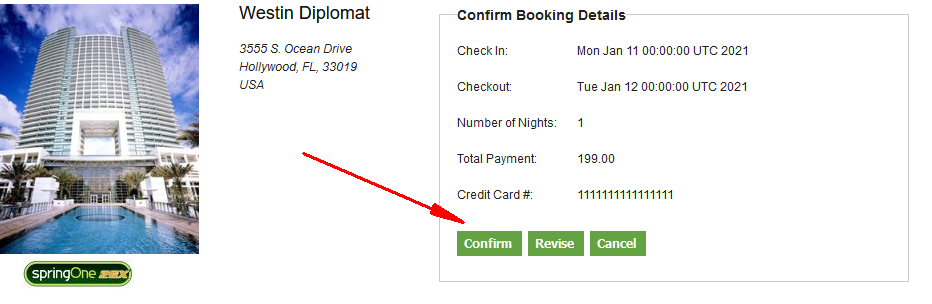 Westin Diplomat
3555 S. Ocean Drive
Hollywood, FL, 33019
USA
springOne 2GX
Confirm Booking Details
Check In: Mon Jan 11 00:00:00 UTC 2021
Checkout: Tue Jan 12 00:00:00 UTC 2021
Number of Nights: 1
Total Payment: 199.00
Credit Card #: 1111111111111111
Confirm Revise Cancel